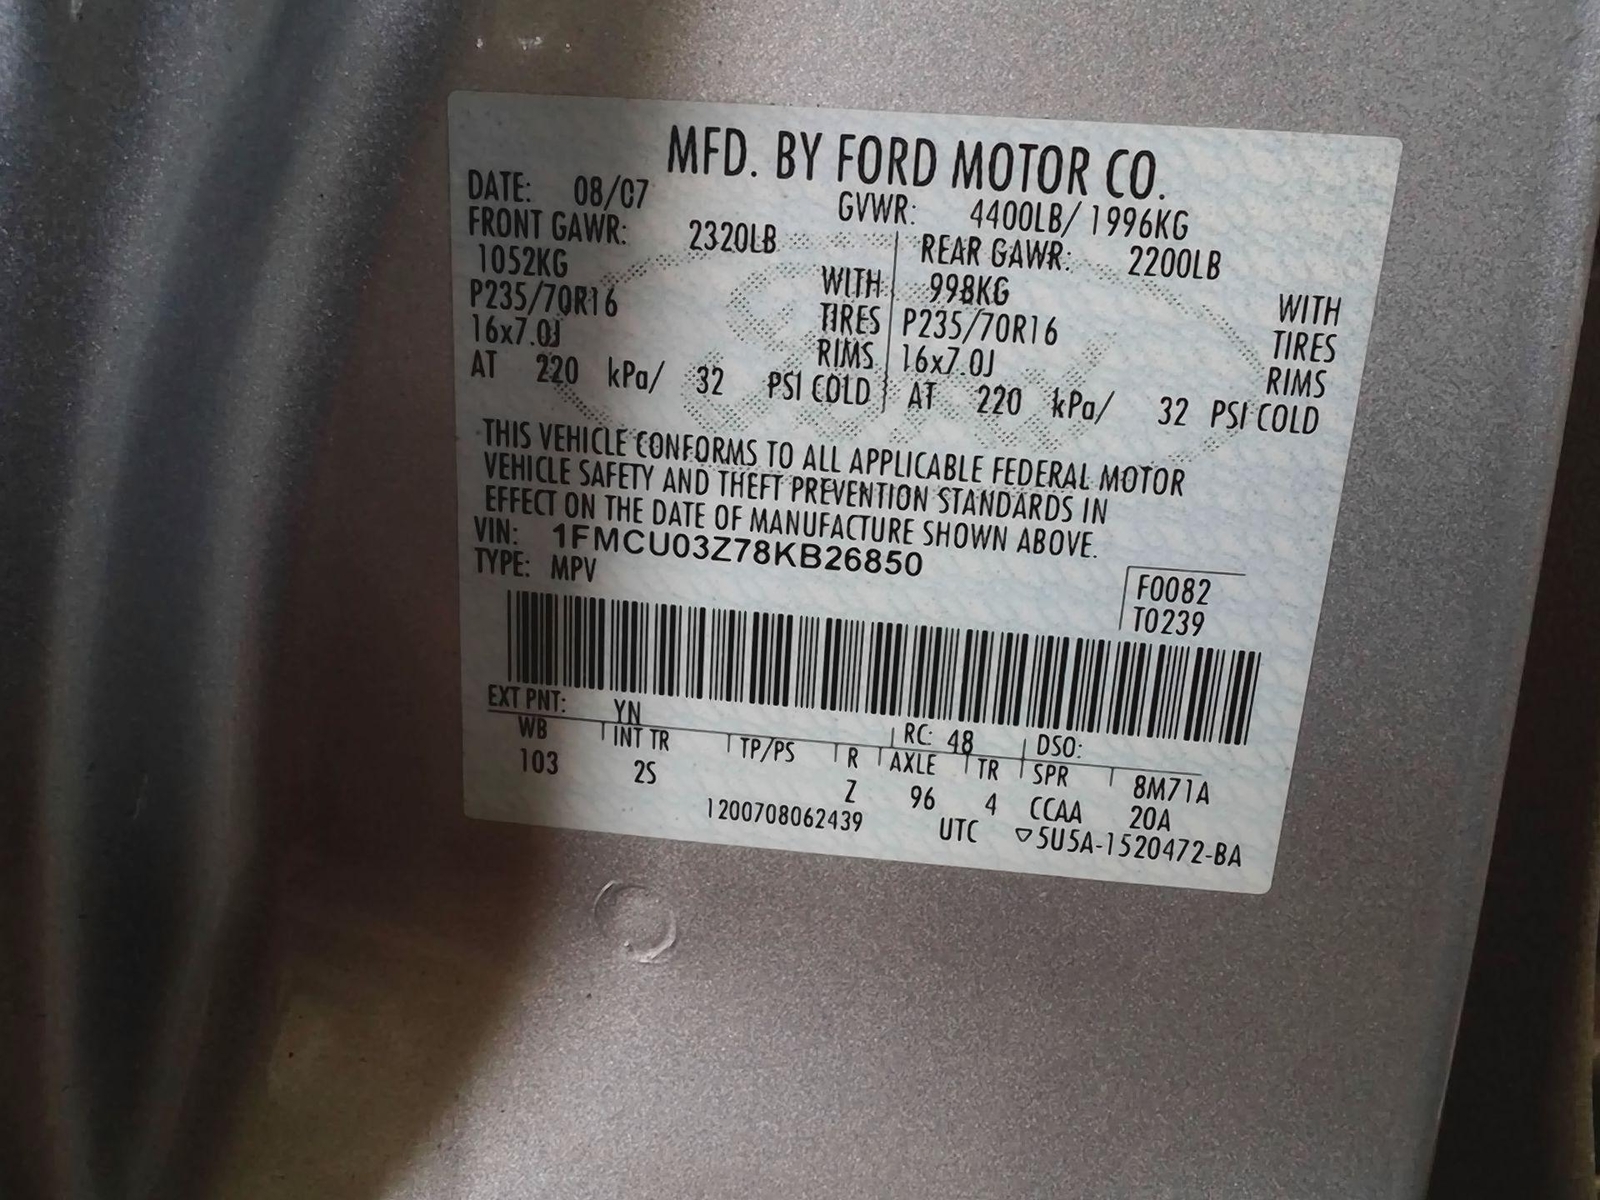 MFD. BY FORD MOTOR CO.
DATE: 08/07 GVWR: 4400LB/ 1996KG
FRONT GAWR: 2320LB REAR GAWR: 2200LB
1052KG WITH 998KG WITH
P235/70R16 TIRES P235/70R16 TIRES
16x7.0J RIMS 16x7.0J RIMS
AT 220 kPa/ 32 PSI COLD AT 220 kPa/ 32 PSI COLD
THIS VEHICLE CONFORMS TO ALL APPLICABLE FEDERAL MOTOR
VEHICLE SAFETY AND THEFT PREVENTION STANDARDS IN
EFFECT ON THE DATE OF MANUFACTURE SHOWN ABOVE.
VIN: 1FMCU03Z78KB26850
TYPE: MPV
F0082
T0239
EXT PNT: YN RC: 48 DSO:
WB INT TR TP/PS R AXLE TR SPR 8M71A
103 2S Z 96 4 CCAA 20A
1200708062439 UTC ▽5U5A-1520472-BA